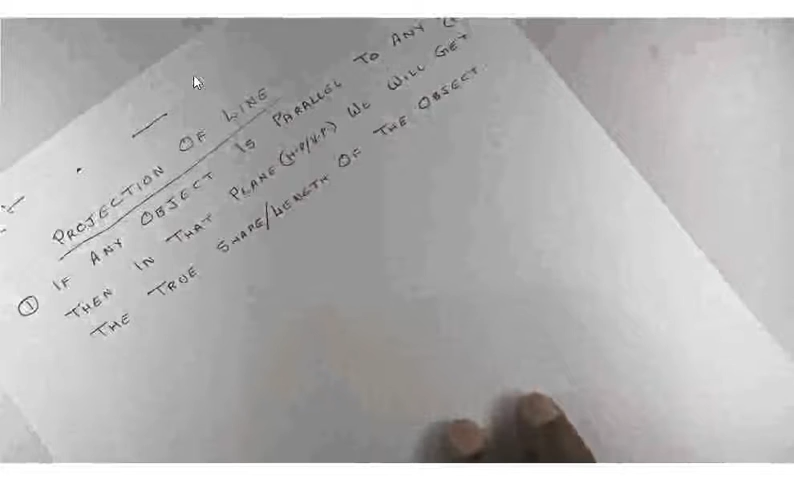 PROJECTION OF LINE
① IF ANY OBJECT IS PARALLEL TO ANY
THEN IN THAT PLANE (H.P/V.P.) WE WILL GET
THE TRUE SHAPE/LENGTH OF THE OBJECT.